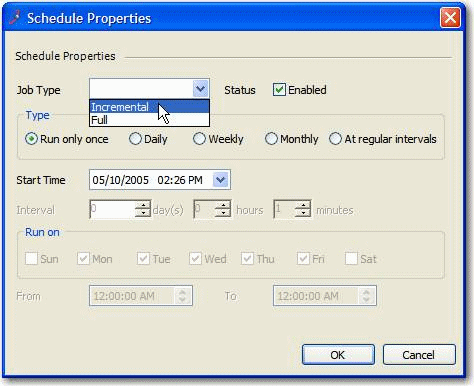 Schedule Properties
Schedule Properties
Job Type Status Enabled
Incremental
Full
Type
Run only once Daily Weekly Monthly At regular intervals
Start Time 05/10/2005 02:26 PM
Interval 0 day(s) 0 hours 1 minutes
Run on
Sun Mon Tue Wed Thu Fri Sat
From 12:00:00 AM To 12:00:00 AM
OK Cancel